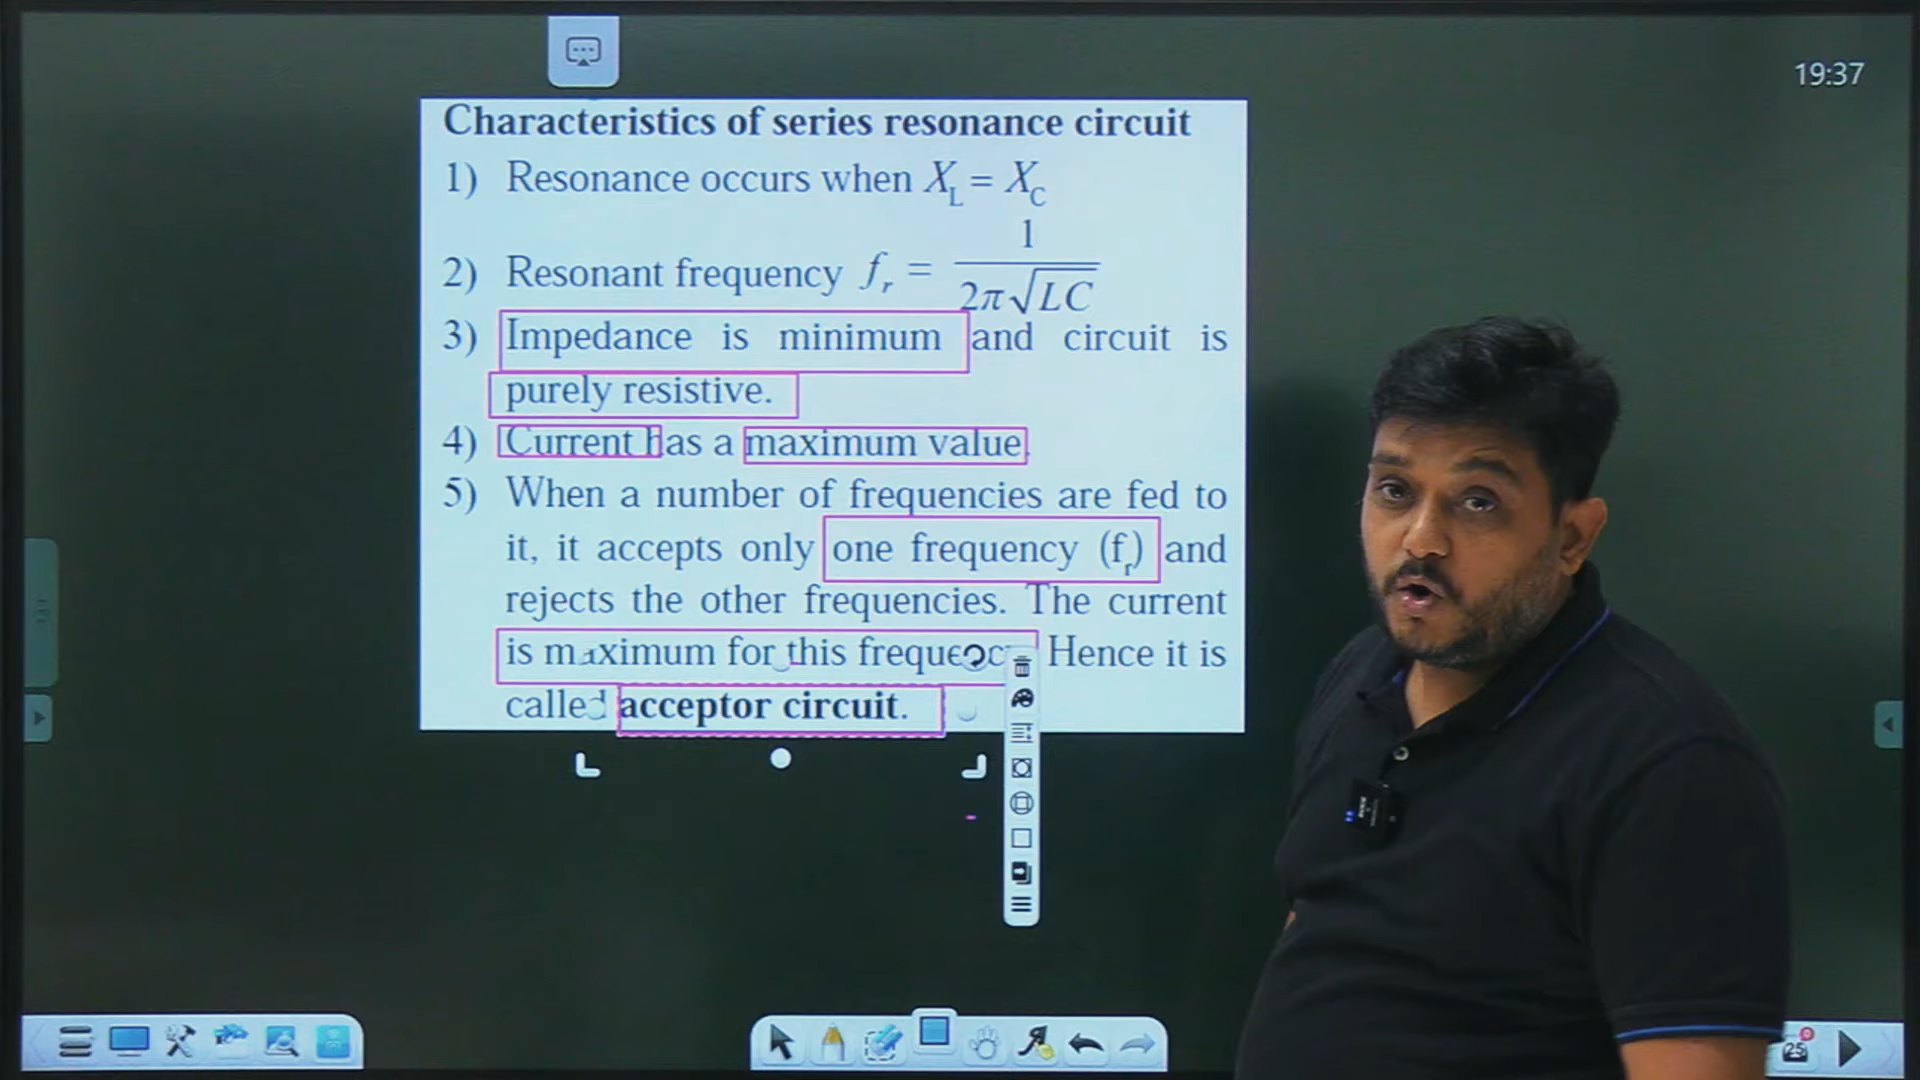 19:37
Characteristics of series resonance circuit
1) Resonance occurs when X_L = X_C
2) Resonant frequency f_r = 1 / 2π√LC
3) Impedance is minimum and circuit is
purely resistive.
4) Current has a maximum value.
5) When a number of frequencies are fed to
it, it accepts only one frequency (f_r) and
rejects the other frequencies. The current
is maximum for this frequency. Hence it is
called acceptor circuit.
25